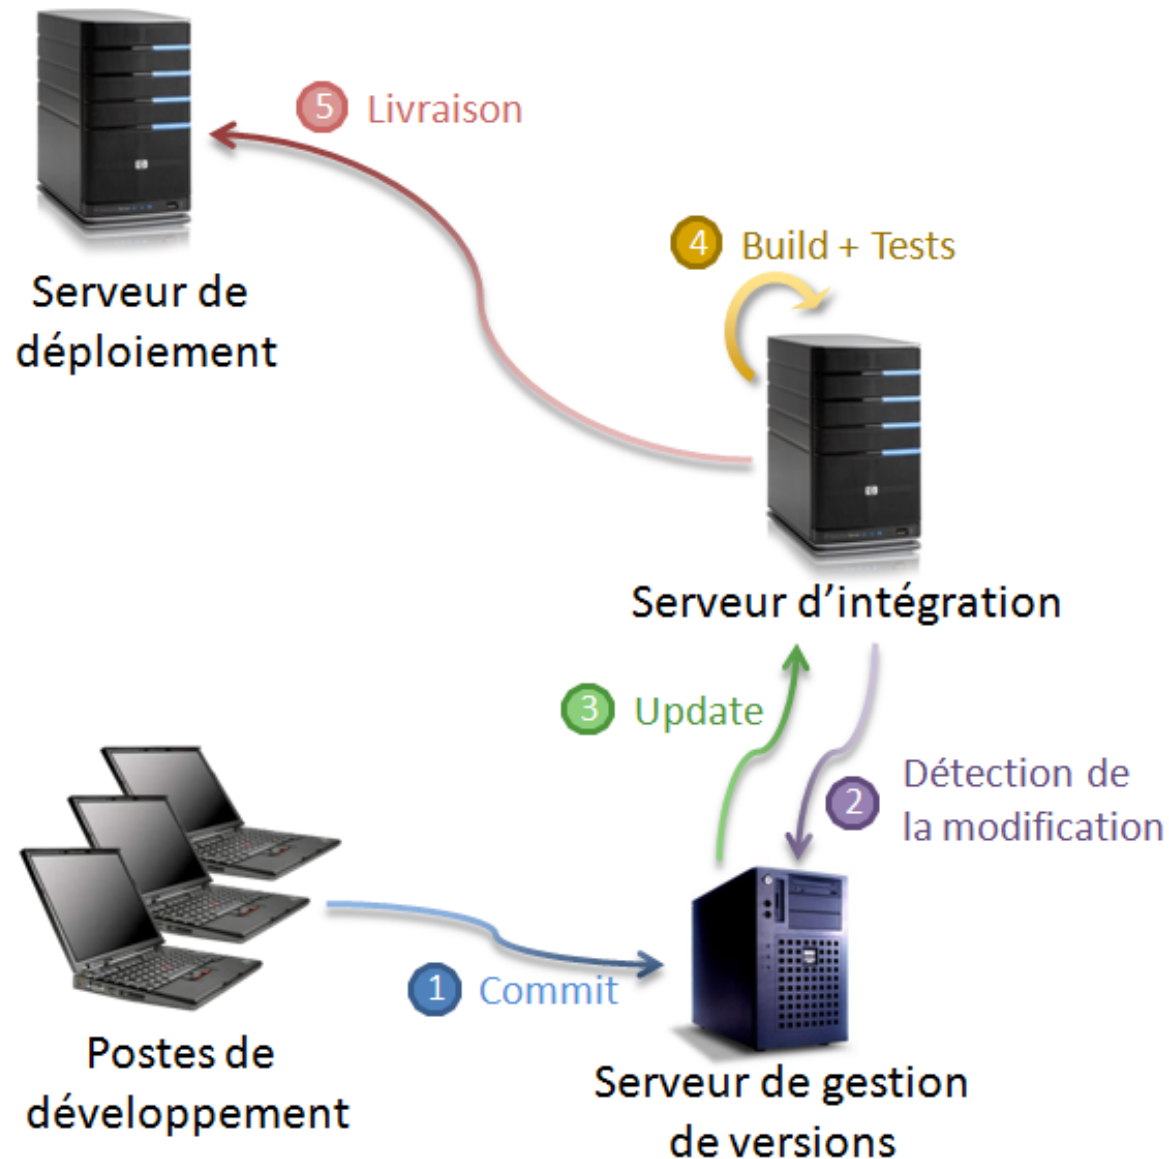 5 Livraison
4 Build + Tests
Serveur de
déploiement
Serveur d’intégration
3 Update
2 Détection de
la modification
1 Commit
Postes de
développement
Serveur de gestion
de versions